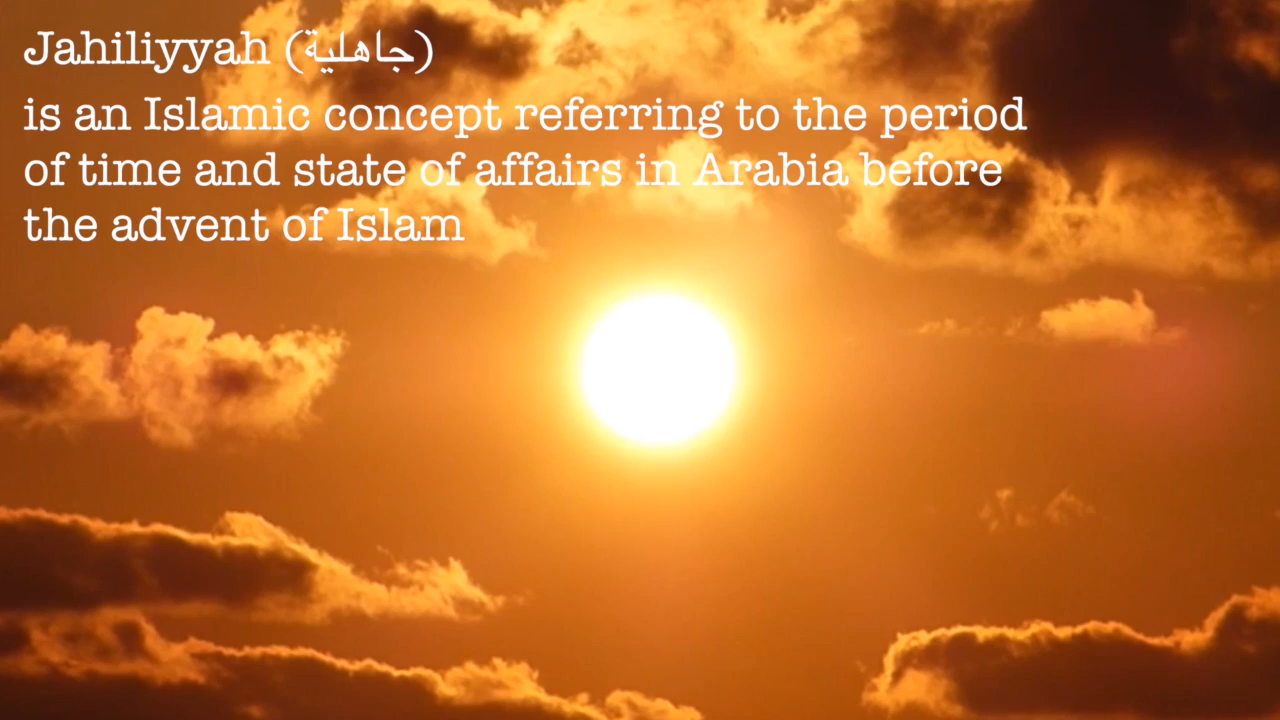 Jahiliyyah (جاهلية)
is an Islamic concept referring to the period
of time and state of affairs in Arabia before
the advent of Islam